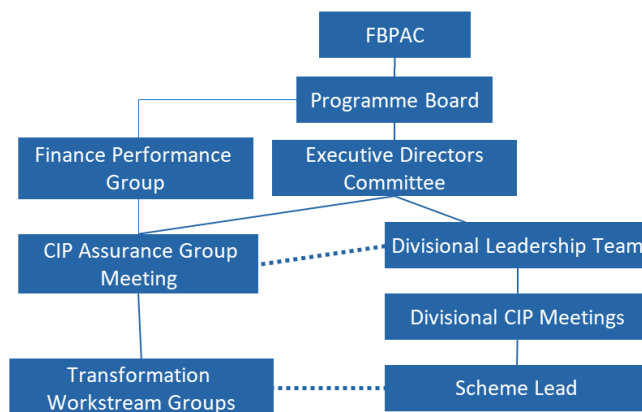 FBPAC
Programme Board
Finance Performance
Group
Executive Directors
Committee
CIP Assurance Group
Meeting
Divisional Leadership Team
Divisional CIP Meetings
Transformation
Workstream Groups
Scheme Lead